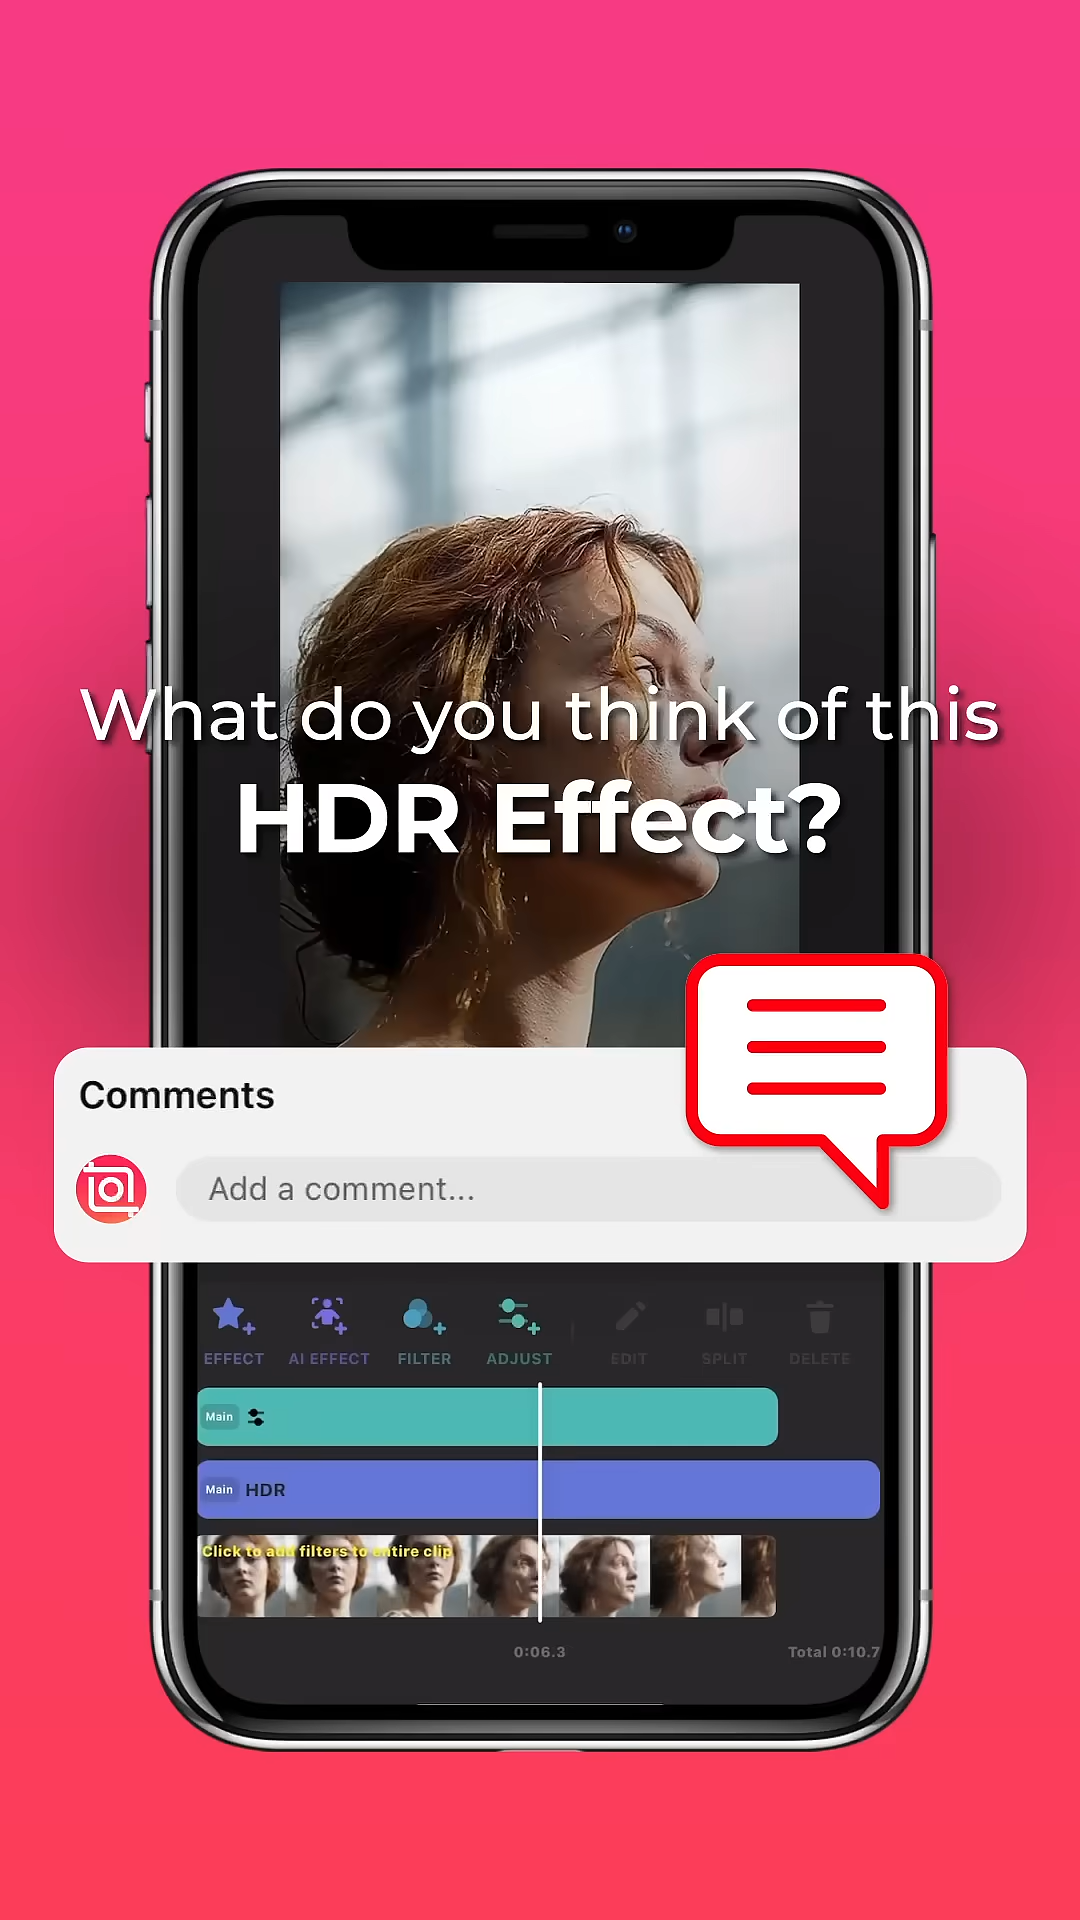 What do you think of this
HDR Effect?
Comments
Add a comment...
EFFECT AI EFFECT FILTER ADJUST EDIT SPLIT DELETE
Main
Main HDR
Click to add filters to entire clip
0:06.3 Total 0:10.7